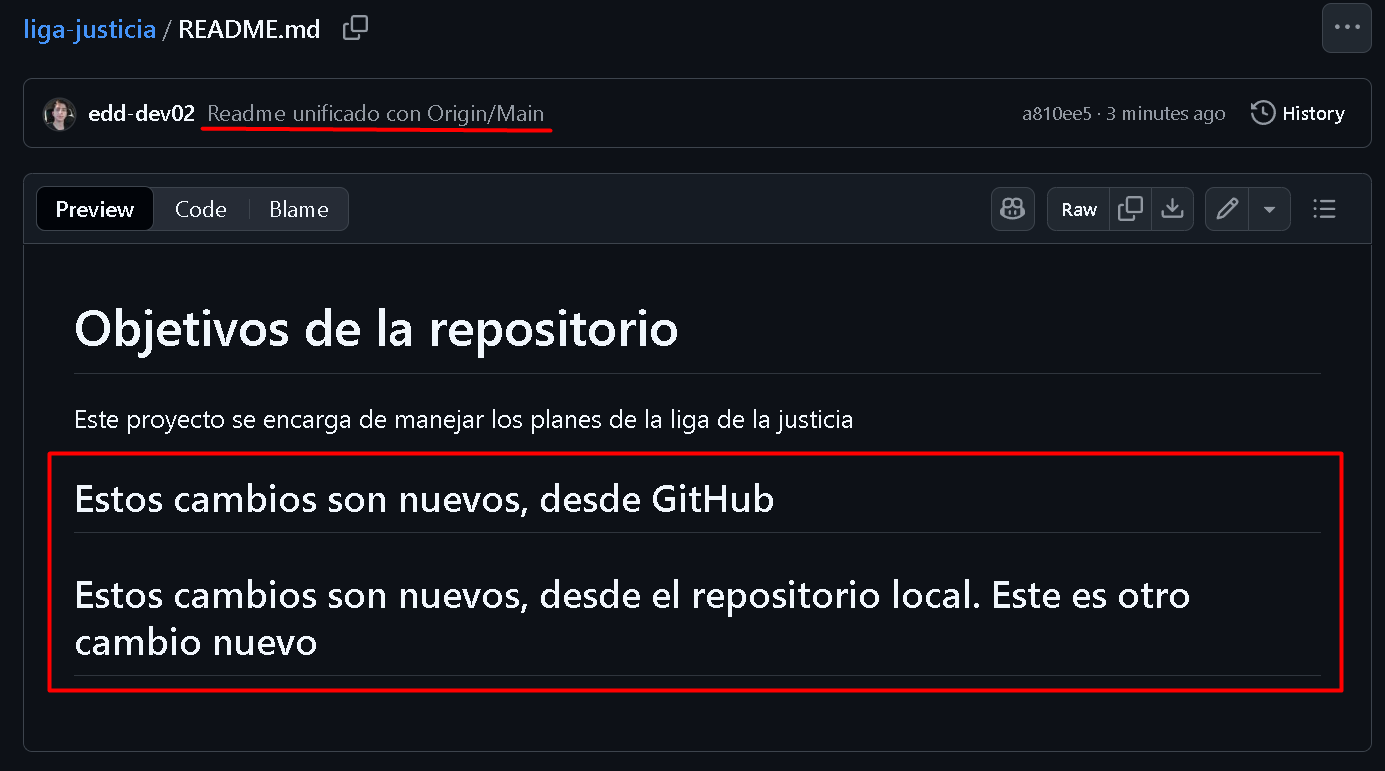 liga-justicia / README.md
edd-dev02 Readme unificado con Origin/Main a810ee5 · 3 minutes ago History
Preview Code Blame Raw
Objetivos de la repositorio
Este proyecto se encarga de manejar los planes de la liga de la justicia
Estos cambios son nuevos, desde GitHub
Estos cambios son nuevos, desde el repositorio local. Este es otro
cambio nuevo